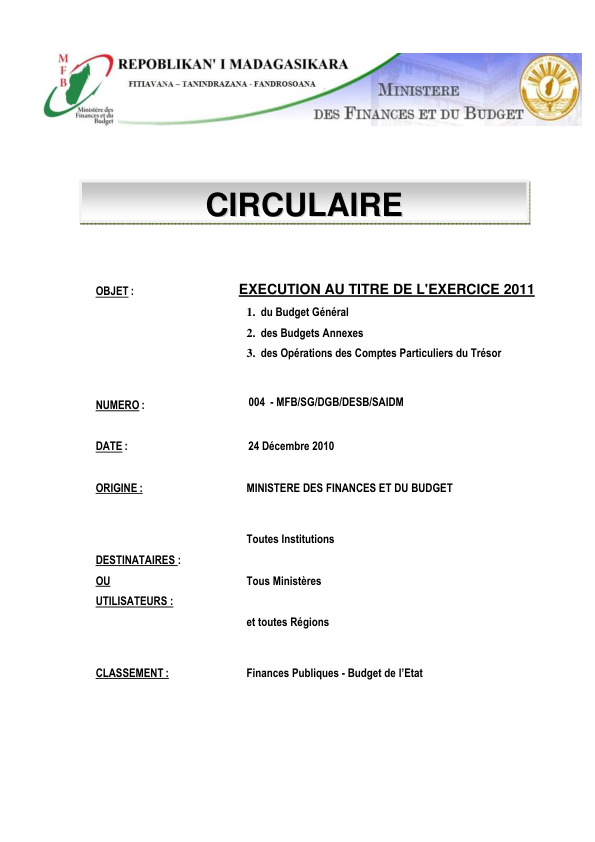 M
F
B
Ministère des
Finances et du
Budget
REPOBLIKAN' I MADAGASIKARA
FITIAVANA – TANINDRAZANA - FANDROSOANA
MINISTERE
DES FINANCES ET DU BUDGET
CIRCULAIRE
OBJET : EXECUTION AU TITRE DE L'EXERCICE 2011
1. du Budget Général
2. des Budgets Annexes
3. des Opérations des Comptes Particuliers du Trésor
NUMERO : 004 - MFB/SG/DGB/DESB/SAIDM
DATE : 24 Décembre 2010
ORIGINE : MINISTERE DES FINANCES ET DU BUDGET
Toutes Institutions
DESTINATAIRES :
OU Tous Ministères
UTILISATEURS :
et toutes Régions
CLASSEMENT : Finances Publiques - Budget de l’Etat